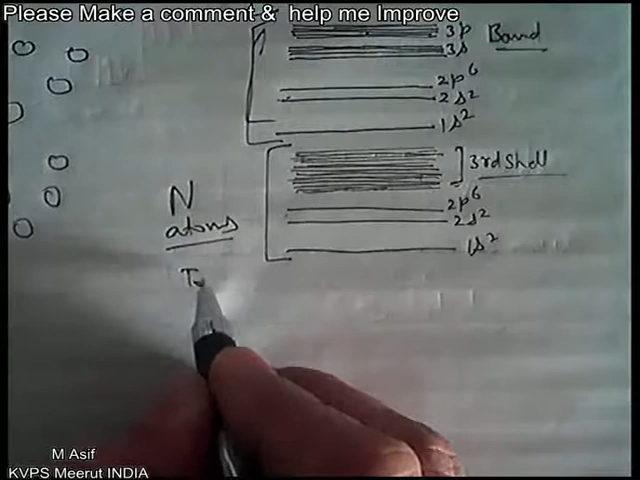 Please Make a comment & help me Improve
3p Band
3s
2p6
2s2
1s2
3rd Shell
2p6
2s2
1s2
N
atoms
M Asif
KVPS Meerut INDIA